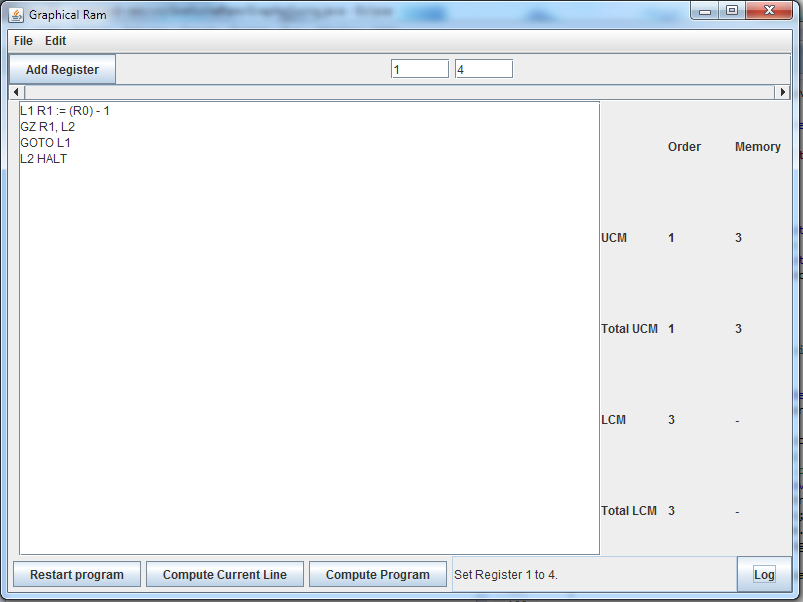 Graphical Ram
File Edit
Add Register 1 4
L1 R1 := (R0) - 1
GZ R1, L2
GOTO L1
L2 HALT
Order Memory
UCM 1 3
Total UCM 1 3
LCM 3 -
Total LCM 3 -
Restart program Compute Current Line Compute Program Set Register 1 to 4. Log